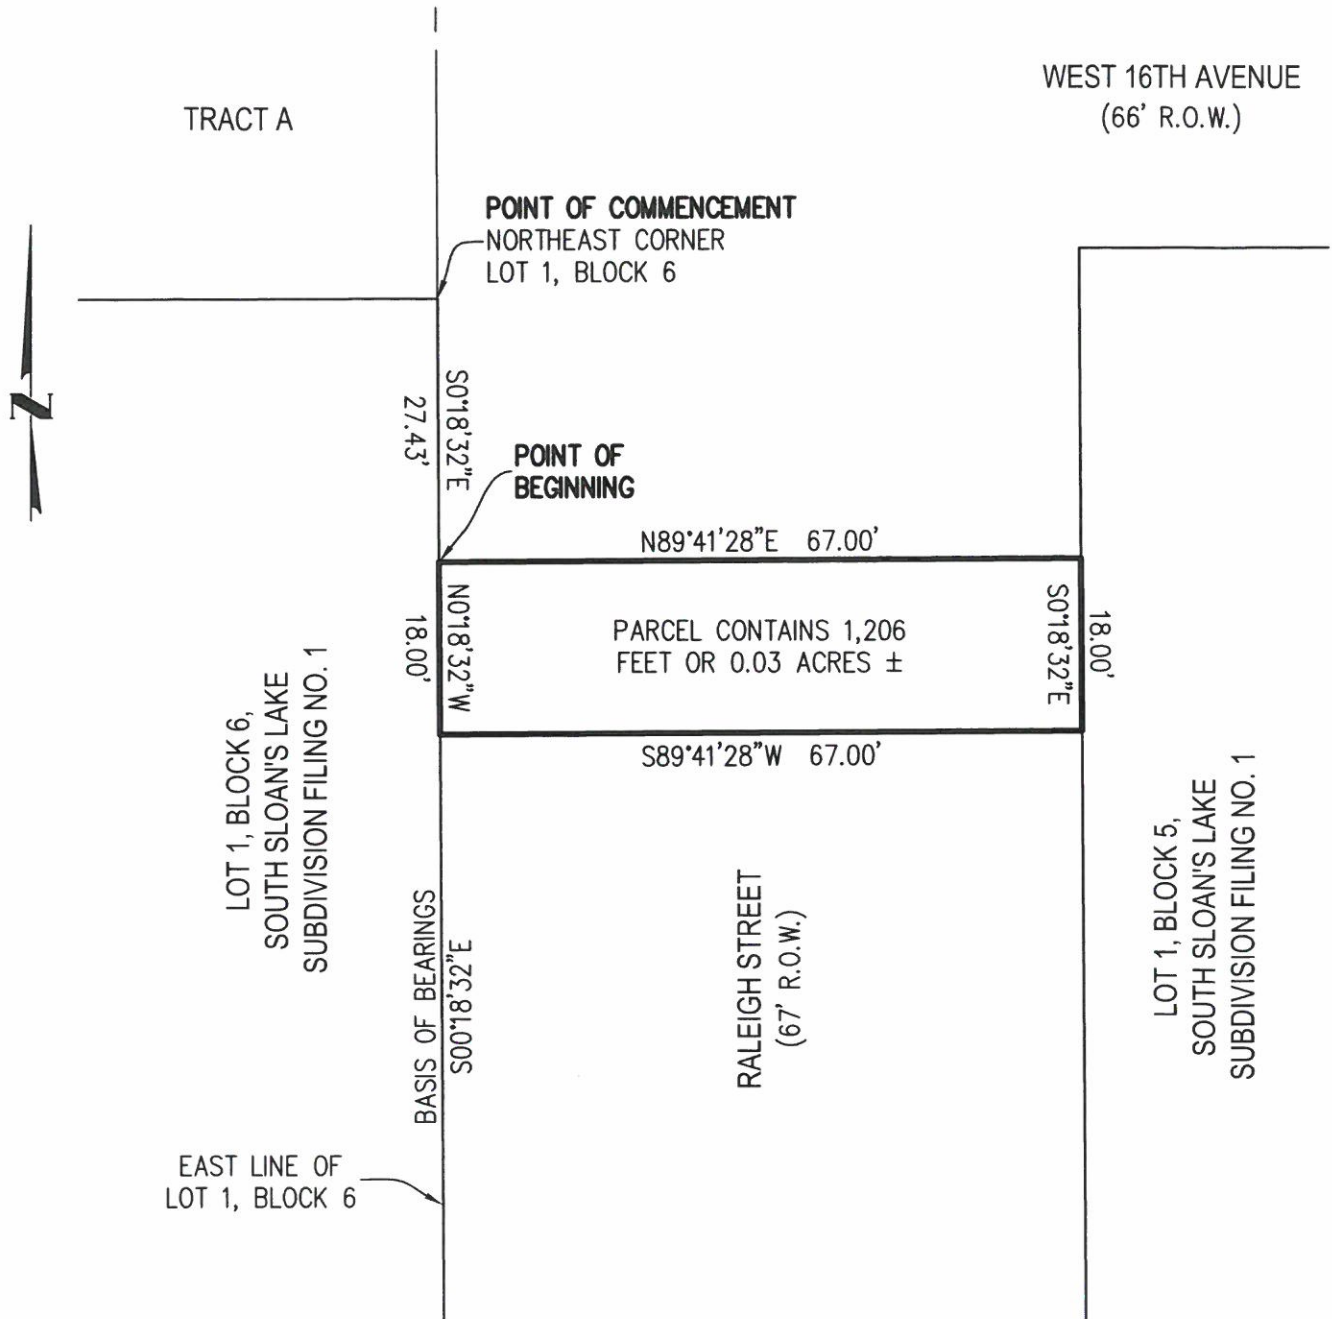 TRACT A
WEST 16TH AVENUE
(66' R.O.W.)
POINT OF COMMENCEMENT
NORTHEAST CORNER
LOT 1, BLOCK 6
N
S0°18'32"E
27.43'
POINT OF
BEGINNING
N89°41'28"E 67.00'
N0°18'32"W
18.00'
PARCEL CONTAINS 1,206
FEET OR 0.03 ACRES ±
S0°18'32"E
18.00'
S89°41'28"W 67.00'
LOT 1, BLOCK 6,
SOUTH SLOAN'S LAKE
SUBDIVISION FILING NO. 1
BASIS OF BEARINGS
S00°18'32"E
RALEIGH STREET
(67' R.O.W.)
LOT 1, BLOCK 5,
SOUTH SLOAN'S LAKE
SUBDIVISION FILING NO. 1
EAST LINE OF
LOT 1, BLOCK 6